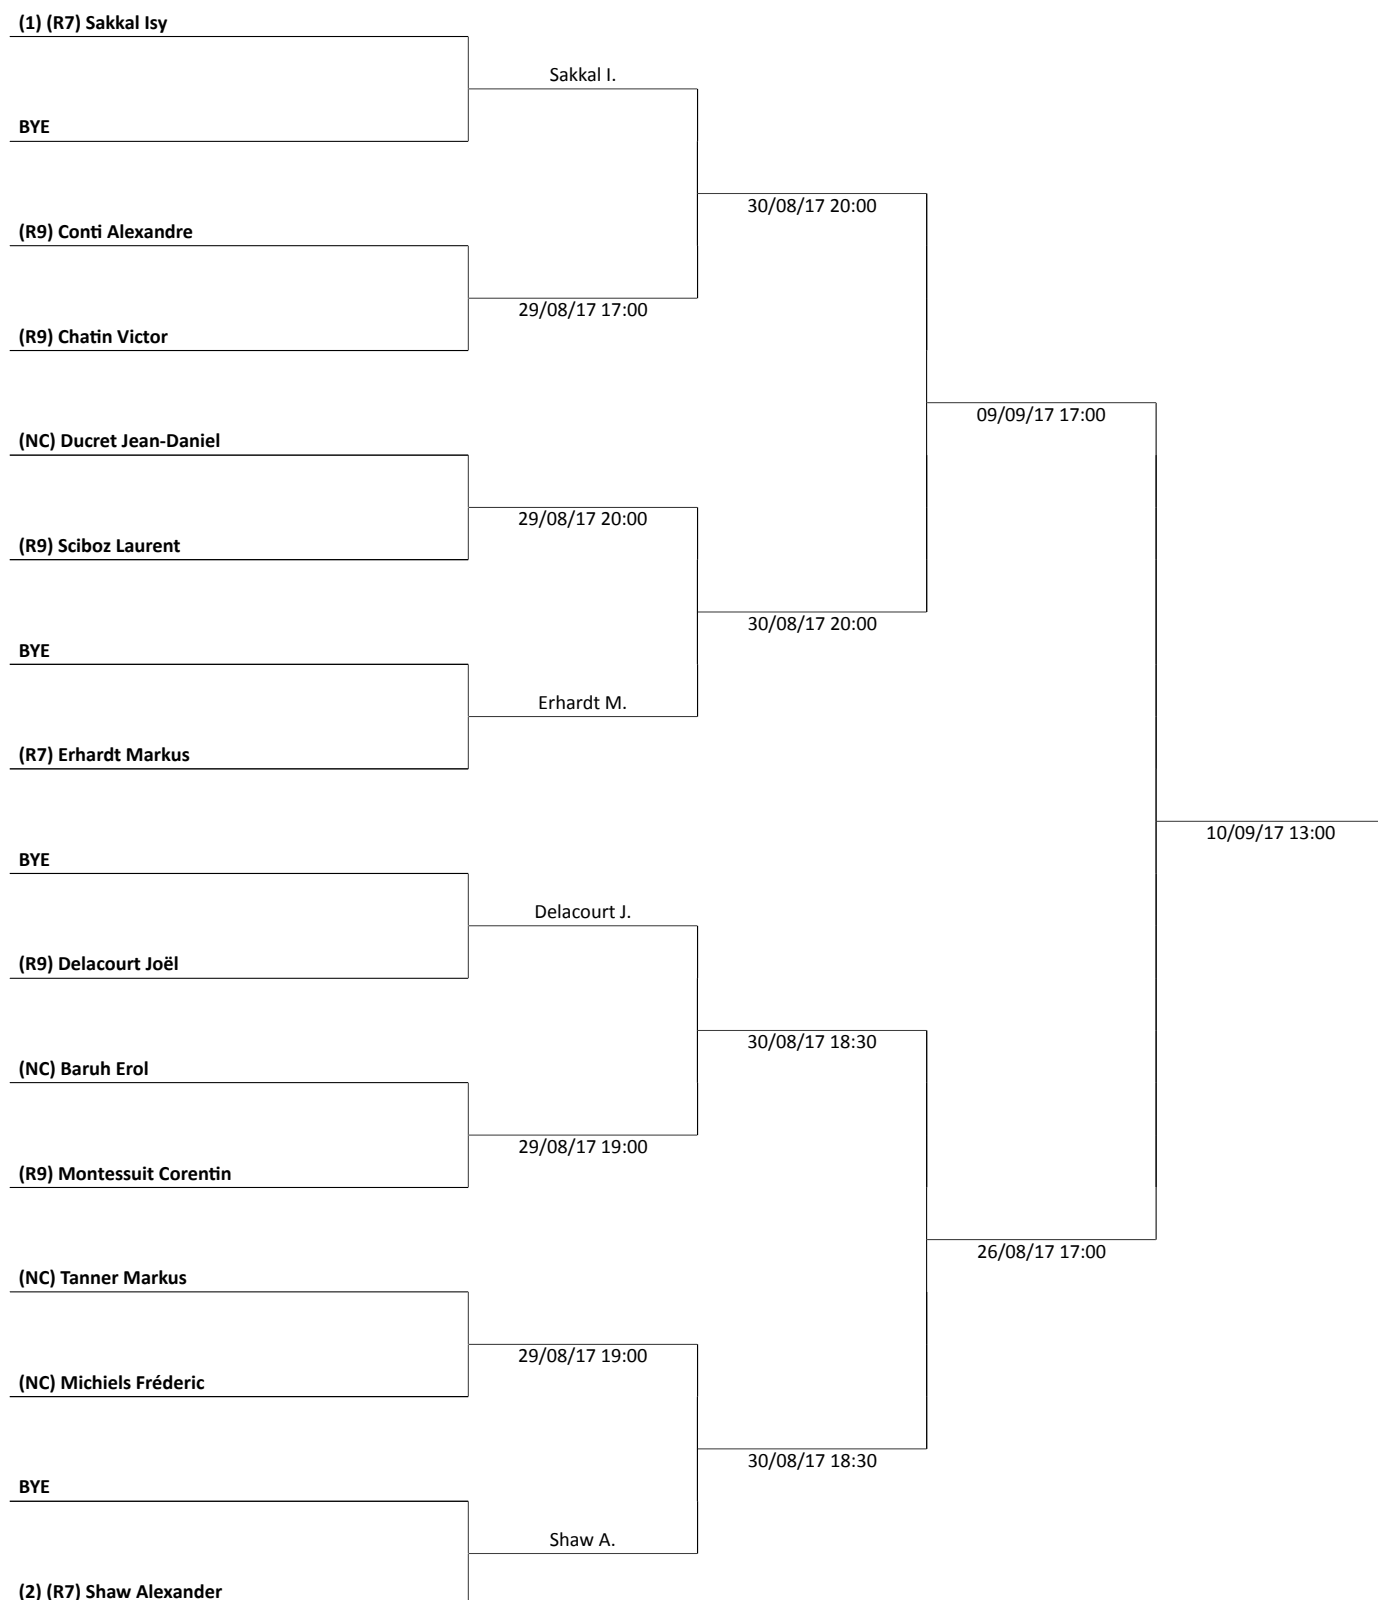 (1) (R7) Sakkal Isy
Sakkal I.
BYE
30/08/17 20:00
(R9) Conti Alexandre
29/08/17 17:00
(R9) Chatin Victor
09/09/17 17:00
(NC) Ducret Jean-Daniel
29/08/17 20:00
(R9) Sciboz Laurent
30/08/17 20:00
BYE
Erhardt M.
(R7) Erhardt Markus
10/09/17 13:00
BYE
Delacourt J.
(R9) Delacourt Joël
30/08/17 18:30
(NC) Baruh Erol
29/08/17 19:00
(R9) Montessuit Corentin
26/08/17 17:00
(NC) Tanner Markus
29/08/17 19:00
(NC) Michiels Fréderic
30/08/17 18:30
BYE
Shaw A.
(2) (R7) Shaw Alexander